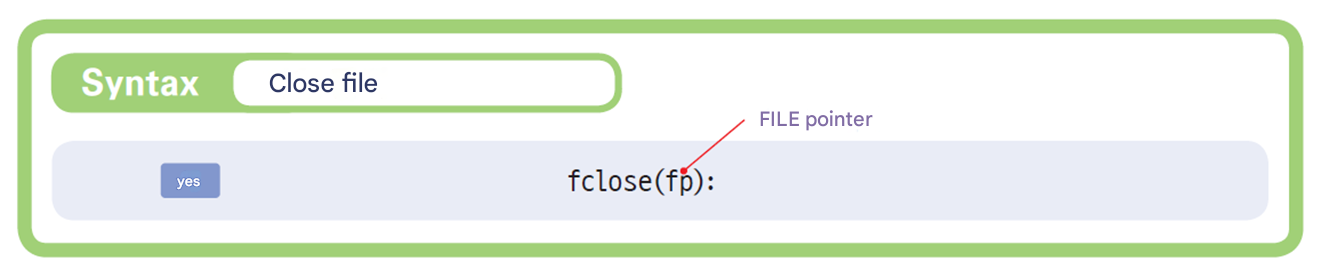 Syntax Close file
FILE pointer
yes fclose(fp):